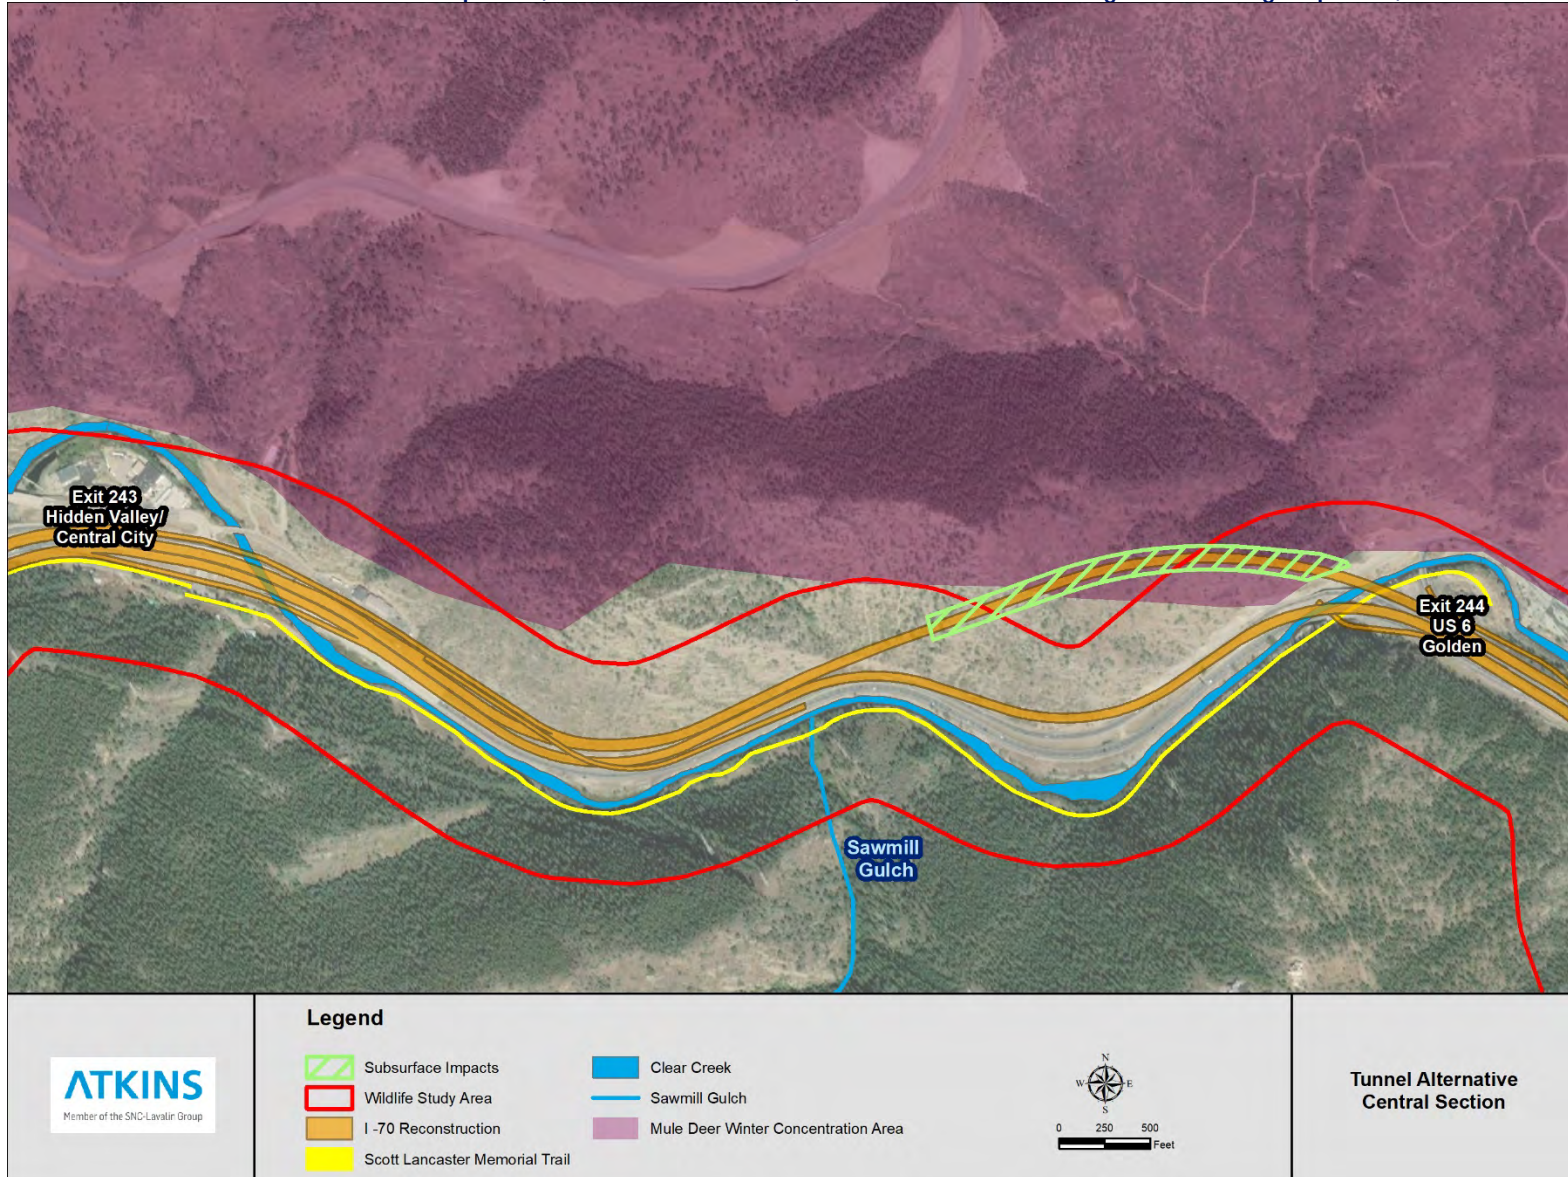 Exit 243
Hidden Valley/
Central City
Exit 244
US 6
Golden
Sawmill
Gulch
Legend
Subsurface Impacts
Wildlife Study Area
I -70 Reconstruction
Scott Lancaster Memorial Trail
Clear Creek
Sawmill Gulch
Mule Deer Winter Concentration Area
ATKINS
Member of the SNC-Lavalin Group
N
W E
S
0 250 500
Feet
Tunnel Alternative
Central Section